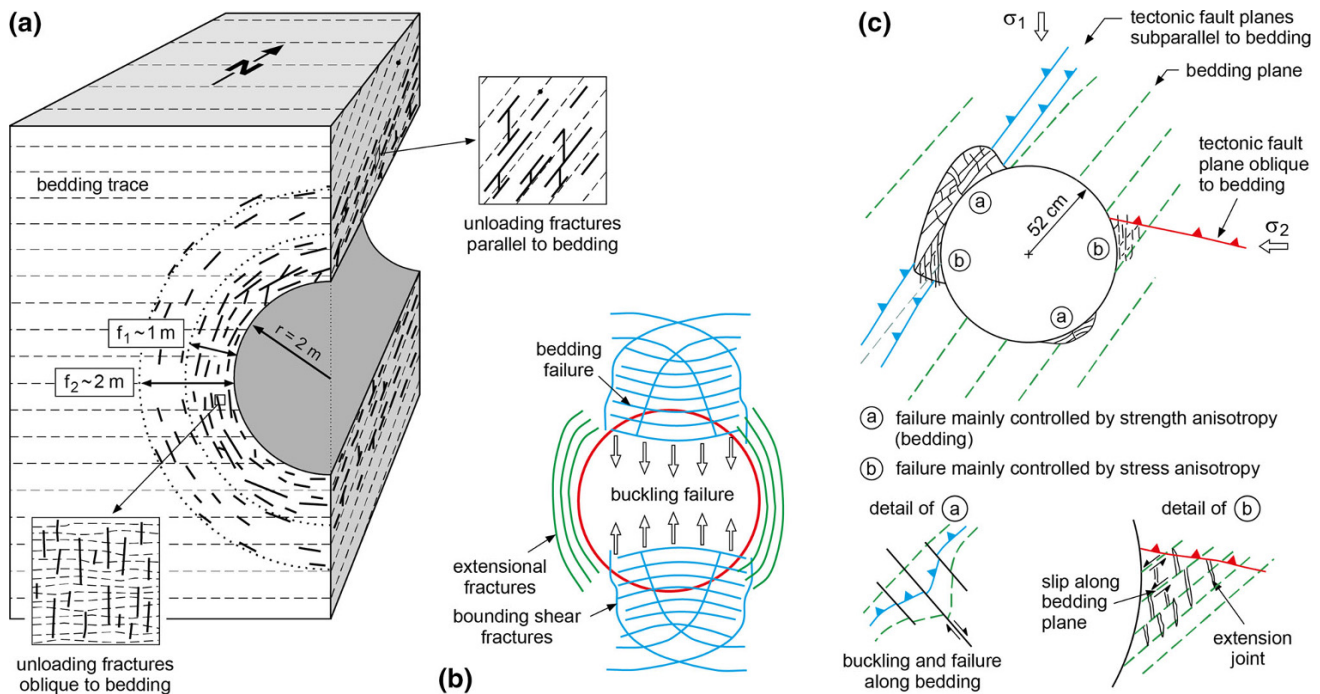 (a)
N
bedding trace
f₁ ~ 1 m
f₂ ~ 2 m
r = 2 m
unloading fractures
parallel to bedding
unloading fractures
oblique to bedding
(b)
bedding
failure
buckling failure
extensional
fractures
bounding shear
fractures
(c)
σ₁
tectonic fault planes
subparallel to bedding
bedding plane
tectonic fault
plane oblique
to bedding
σ₂
52 cm
a
b
b
a
a failure mainly controlled by strength anisotropy
(bedding)
b failure mainly controlled by stress anisotropy
detail of a
buckling and failure
along bedding
detail of b
slip along
bedding
plane
extension
joint